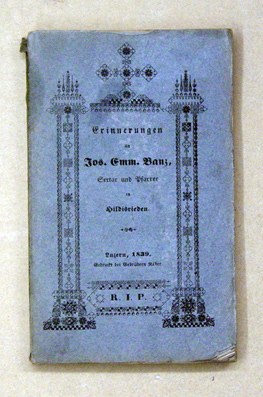 Erinnerungen
an
Jos. Emm. Banz,
Sextar und Pfarrer
in
Hildisrieden.
Luzern, 1839.
Gedruckt bei Gebrüdern Räber.
R. I. P.